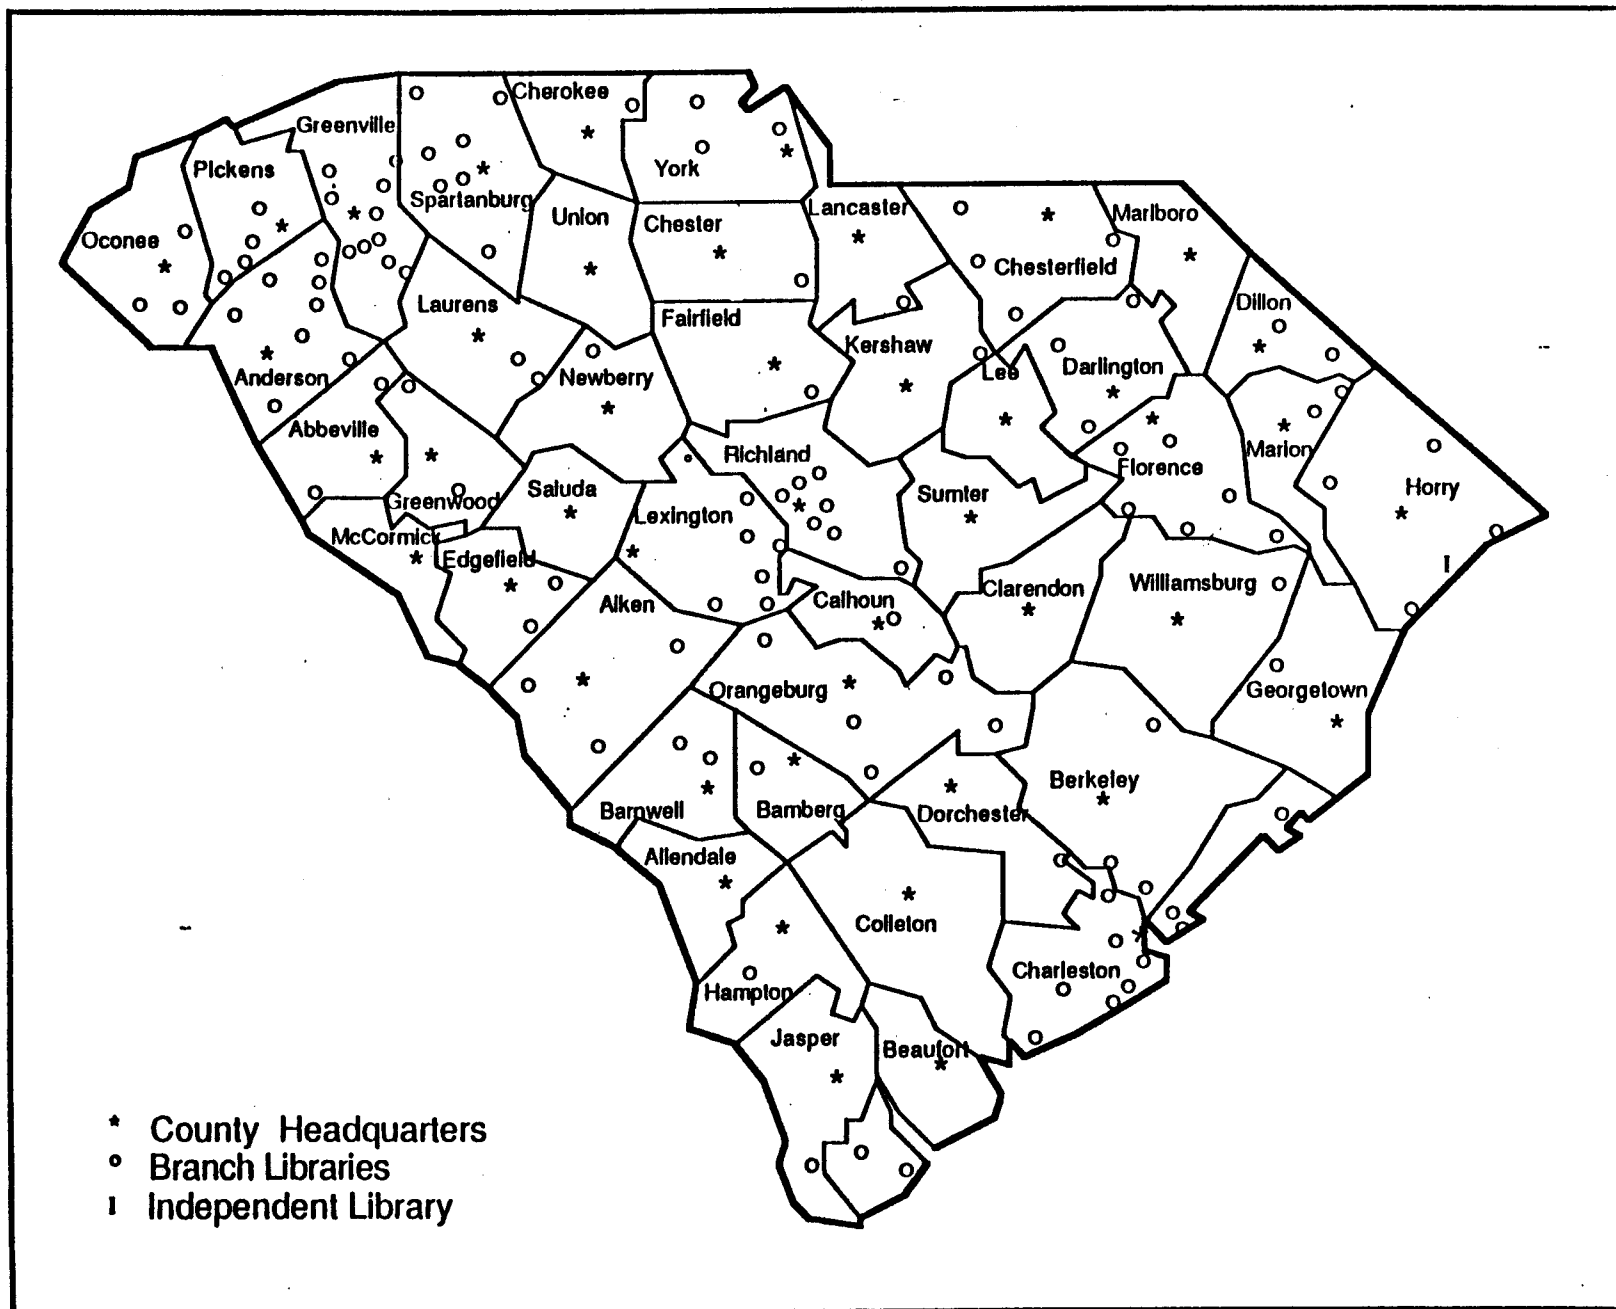 Cherokee
Greenville
Pickens
York
Spartanburg
Lancaster
Union
Chester
Marlboro
Oconee
Chesterfield
Laurens
Dillon
Fairfield
Kershaw
Anderson
Newberry
Lee
Darlington
Abbeville
Richland
Marion
Florence
Greenwood
Saluda
Sumter
Horry
Lexington
McCormick
Edgefield
I
Aiken
Calhoun
Clarendon
Williamsburg
Orangeburg
Georgetown
Berkeley
Barnwell
Bamberg
Dorchester
Allendale
Colleton
Charleston
Hampton
Jasper
Beaufort
* County Headquarters
o Branch Libraries
I Independent Library